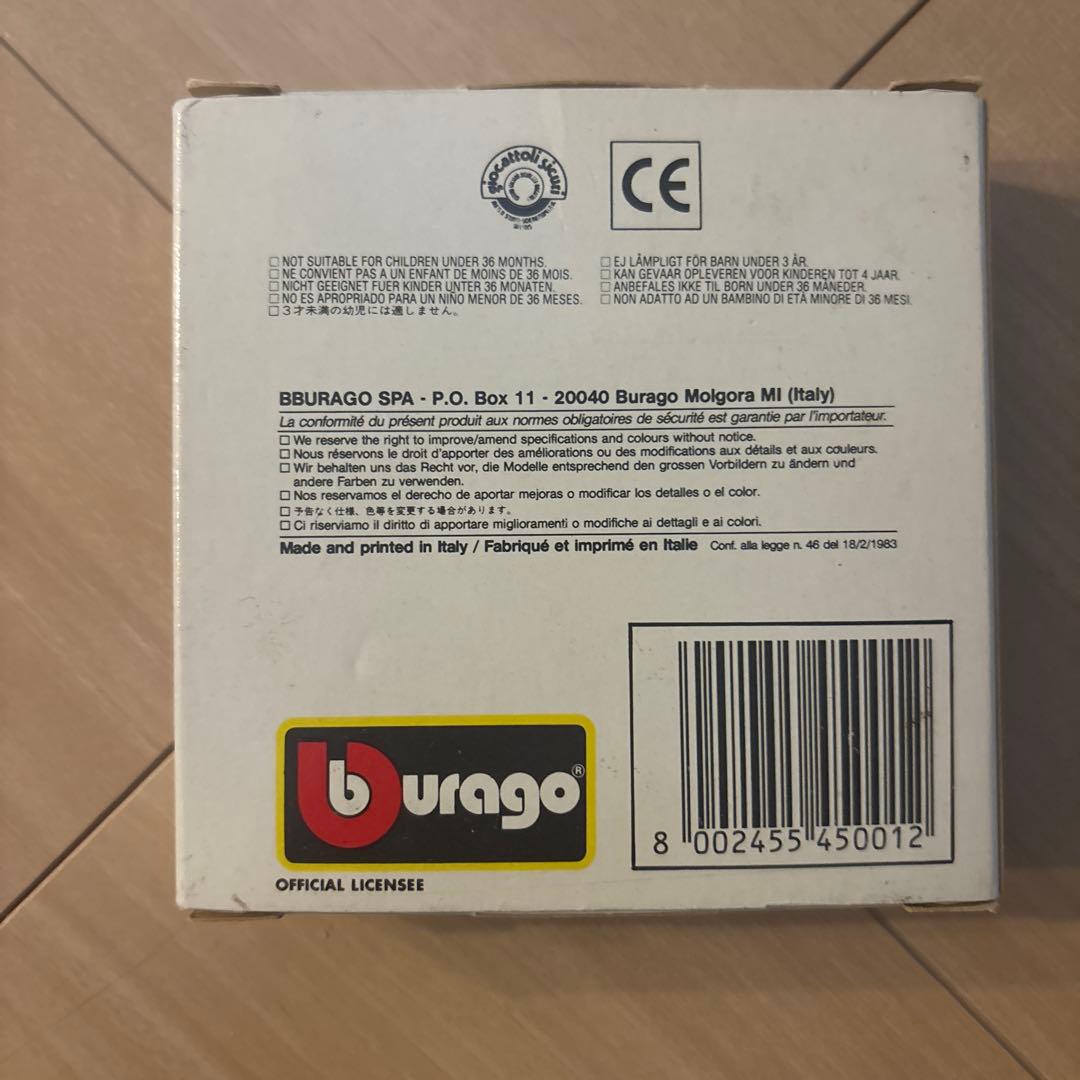 giocattoli sicuri
CE
☐ NOT SUITABLE FOR CHILDREN UNDER 36 MONTHS.
☐ NE CONVIENT PAS A UN ENFANT DE MOINS DE 36 MOIS.
☐ NICHT GEEIGNET FUER KINDER UNTER 36 MONATEN.
☐ NO ES APROPRIADO PARA UN NIÑO MENOR DE 36 MESES.
☐ 3才未満の幼児には適しません。
☐ EJ LÄMPLIGT FÖR BARN UNDER 3 ÅR.
☐ KAN GEVAAR OPLEVEREN VOOR KINDEREN TOT 4 JAAR.
☐ ANBEFALES IKKE TIL BORN UNDER 36 MÅNEDER.
☐ NON ADATTO AD UN BAMBINO DI ETÀ MINORE DI 36 MESI.
BBURAGO SPA - P.O. Box 11 - 20040 Burago Molgora MI (Italy)
La conformité du présent produit aux normes obligatoires de sécurité est garantie par l'importateur.
☐ We reserve the right to improve/amend specifications and colours without notice.
☐ Nous réservons le droit d'apporter des améliorations ou des modifications aux détails et aux couleurs.
☐ Wir behalten uns das Recht vor, die Modelle entsprechend den grossen Vorbildern zu ändern und
andere Farben zu verwenden.
☐ Nos reservamos el derecho de aportar mejoras o modificar los detalles o el color.
☐ 予告なく仕様、色等を変更する場合があります。
☐ Ci riserviamo il diritto di apportare miglioramenti o modifiche ai dettagli e ai colori.
Made and printed in Italy / Fabriqué et imprimé en Italie Conf. alla legge n. 46 del 18/2/1983
bburago®
OFFICIAL LICENSEE
8 002455 450012